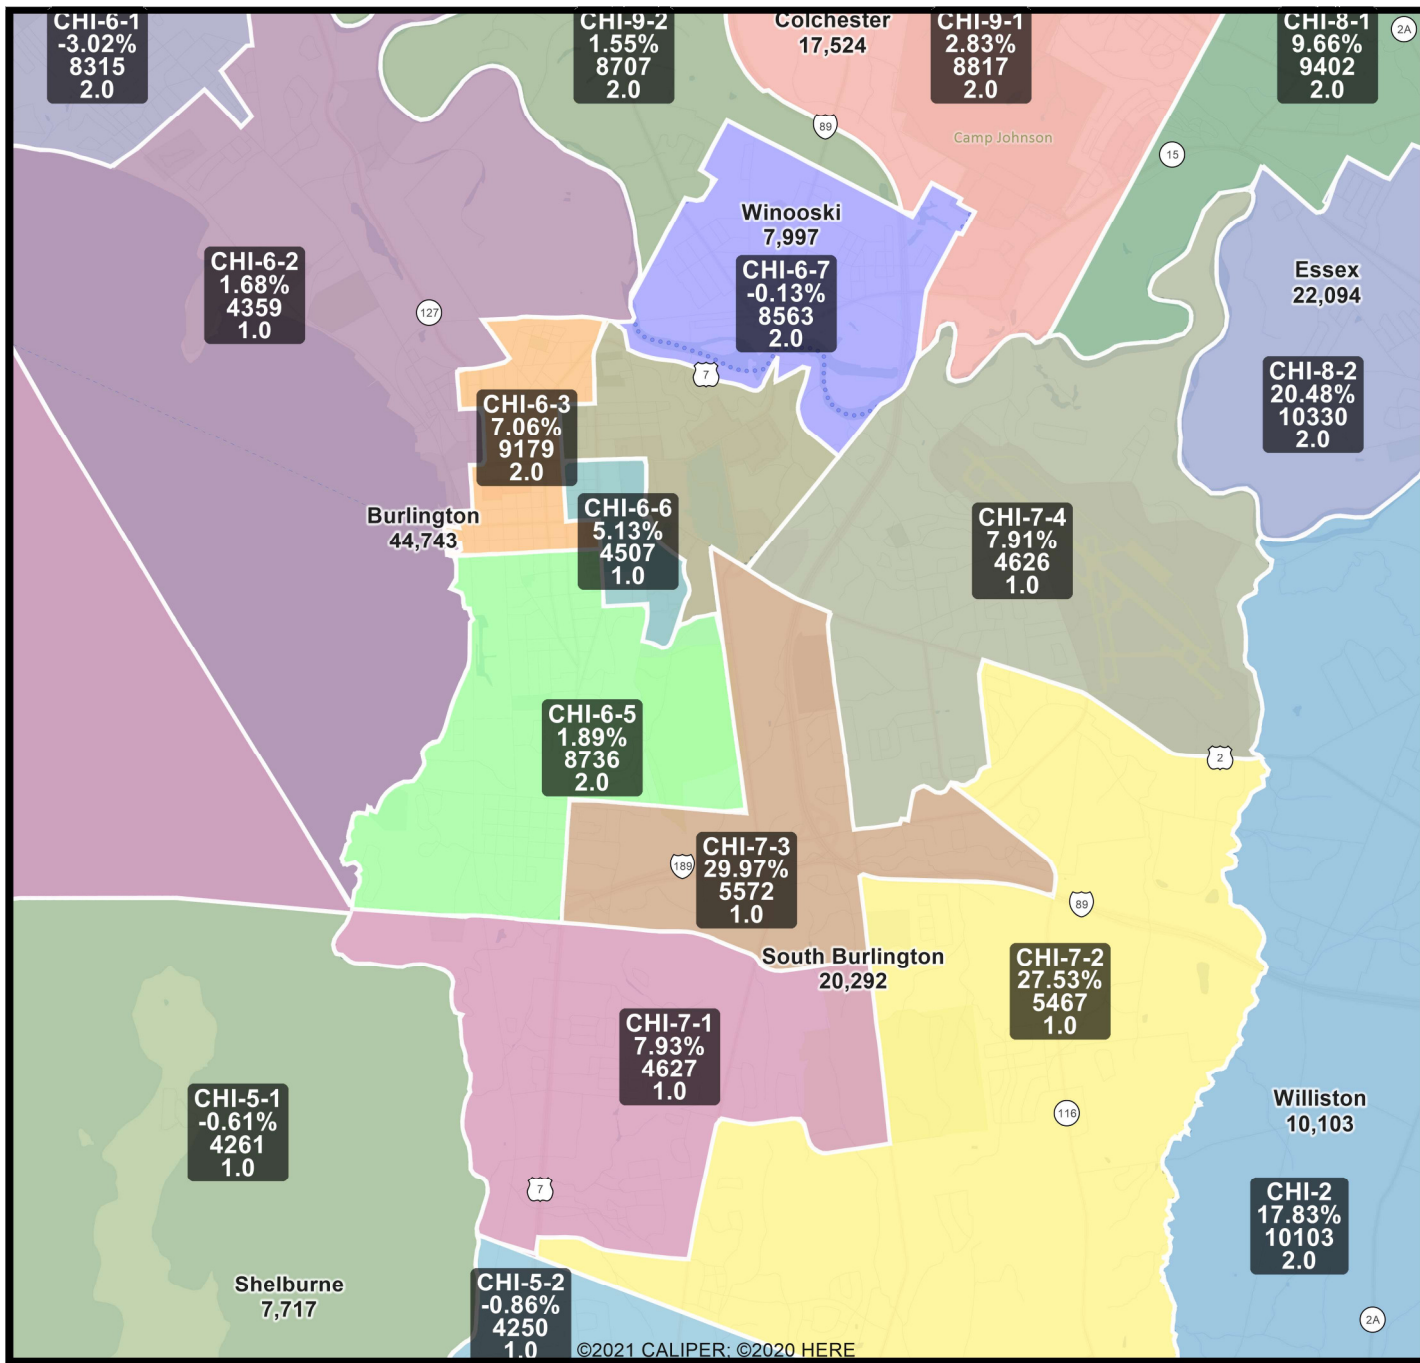 CHI-6-1
-3.02%
8315
2.0
CHI-9-2
1.55%
8707
2.0
Colchester
17,524
CHI-9-1
2.83%
8817
2.0
CHI-8-1
9.66%
9402
2.0
2A
89
Camp Johnson
15
Winooski
7,997
CHI-6-7
-0.13%
8563
2.0
CHI-6-2
1.68%
4359
1.0
127
Essex
22,094
7
CHI-8-2
20.48%
10330
2.0
CHI-6-3
7.06%
9179
2.0
Burlington
44,743
CHI-6-6
5.13%
4507
1.0
CHI-7-4
7.91%
4626
1.0
CHI-6-5
1.89%
8736
2.0
2
CHI-7-3
29.97%
5572
1.0
189
89
South Burlington
20,292
CHI-7-2
27.53%
5467
1.0
CHI-7-1
7.93%
4627
1.0
CHI-5-1
-0.61%
4261
1.0
116
Williston
10,103
7
CHI-2
17.83%
10103
2.0
Shelburne
7,717
CHI-5-2
-0.86%
4250
1.0
2A
©2021 CALIPER; ©2020 HERE